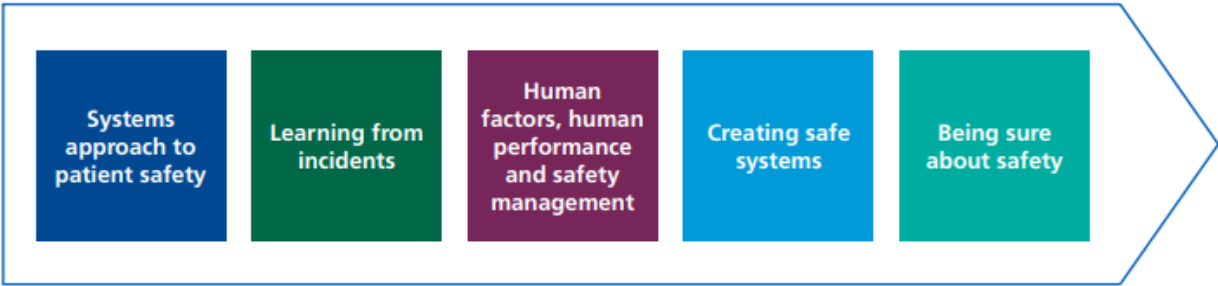 Systems
approach to
patient safety
Learning from
incidents
Human
factors, human
performance
and safety
management
Creating safe
systems
Being sure
about safety